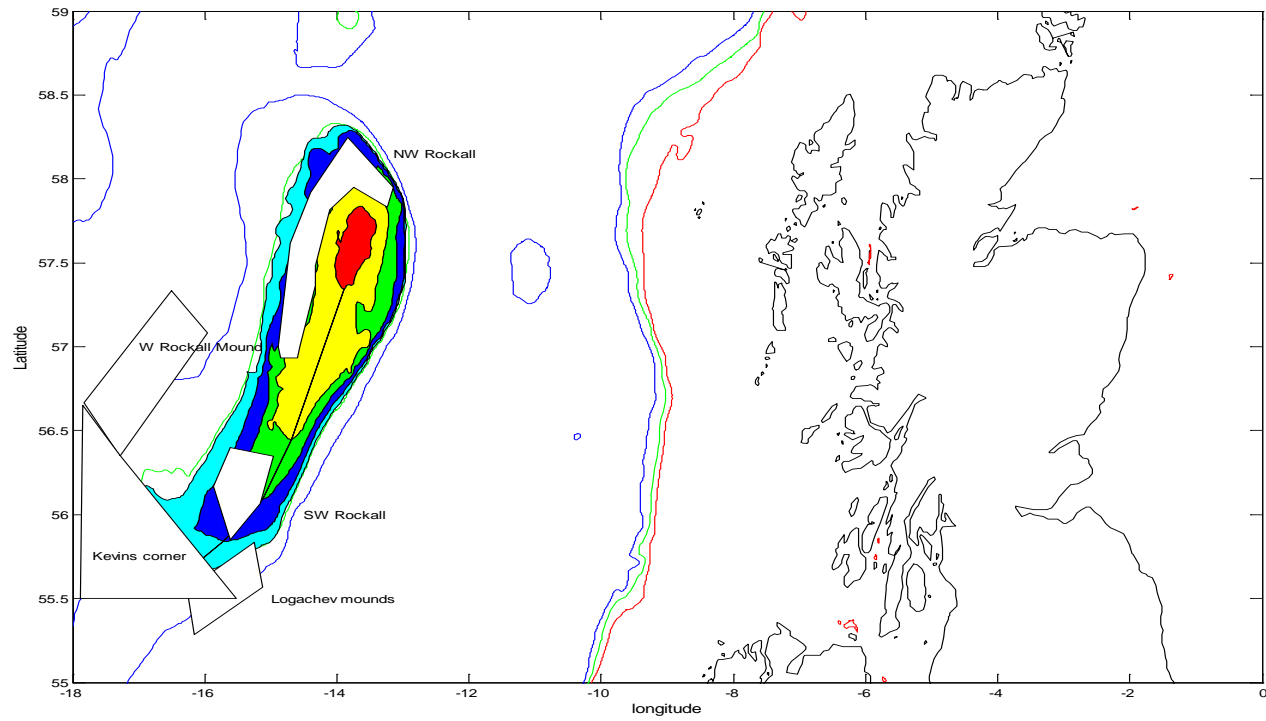 59
58.5
58
57.5
57
56.5
56
55.5
55
Latitude
NW Rockall
W Rockall Mound
SW Rockall
Kevins corner
Logachev mounds
-18
-16
-14
-12
-10
-8
-6
-4
-2
0
longitude